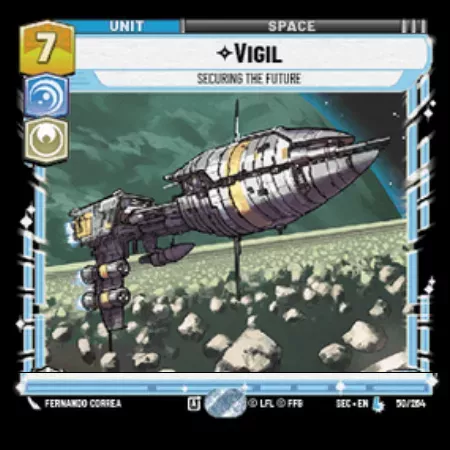 7
UNIT
SPACE
VIGIL
SECURING THE FUTURE
FERNANDO CORREA
© LFL © FFG
SEC • EN L
50/264